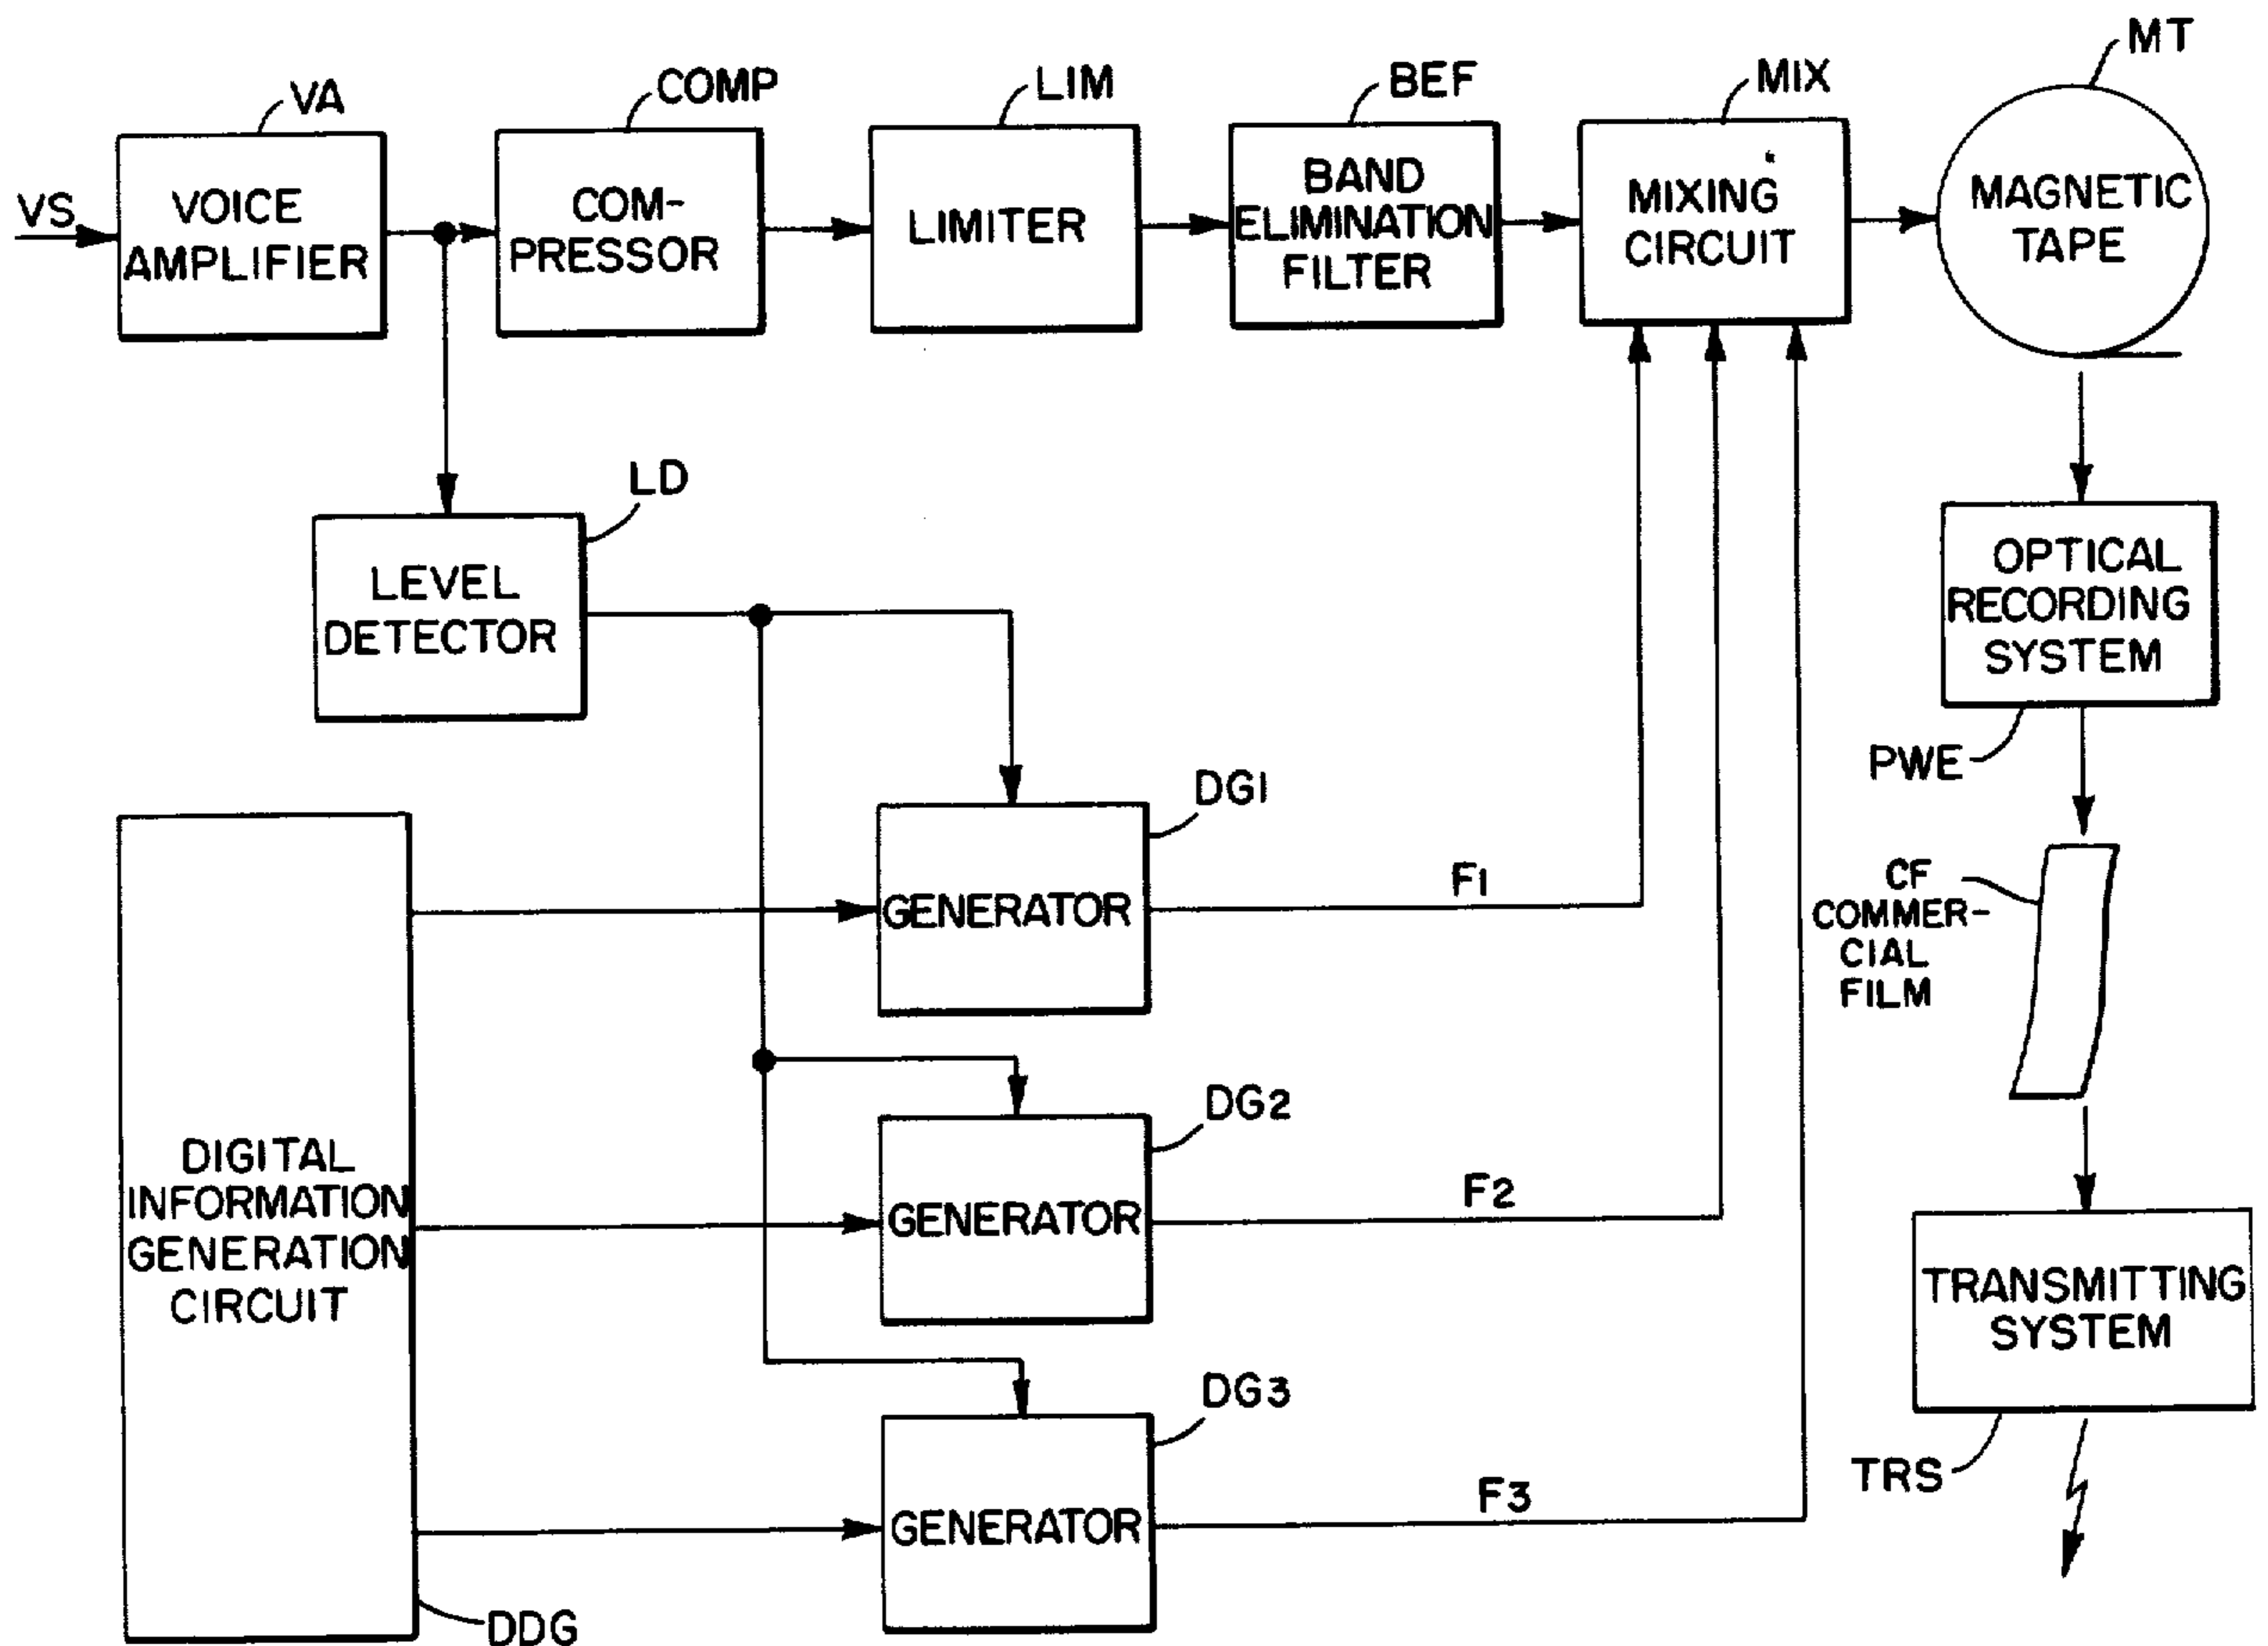 VS
VA
VOICE
AMPLIFIER
COMP
COM-
PRESSOR
LIM
LIMITER
BEF
BAND
ELIMINATION
FILTER
MIX
MIXING
CIRCUIT
MT
MAGNETIC
TAPE
LD
LEVEL
DETECTOR
OPTICAL
RECORDING
SYSTEM
PWE
DG1
GENERATOR
F1
CF
COMMER-
CIAL
FILM
DIGITAL
INFORMATION
GENERATION
CIRCUIT
DDG
DG2
GENERATOR
F2
DG3
GENERATOR
F3
TRANSMITTING
SYSTEM
TRS